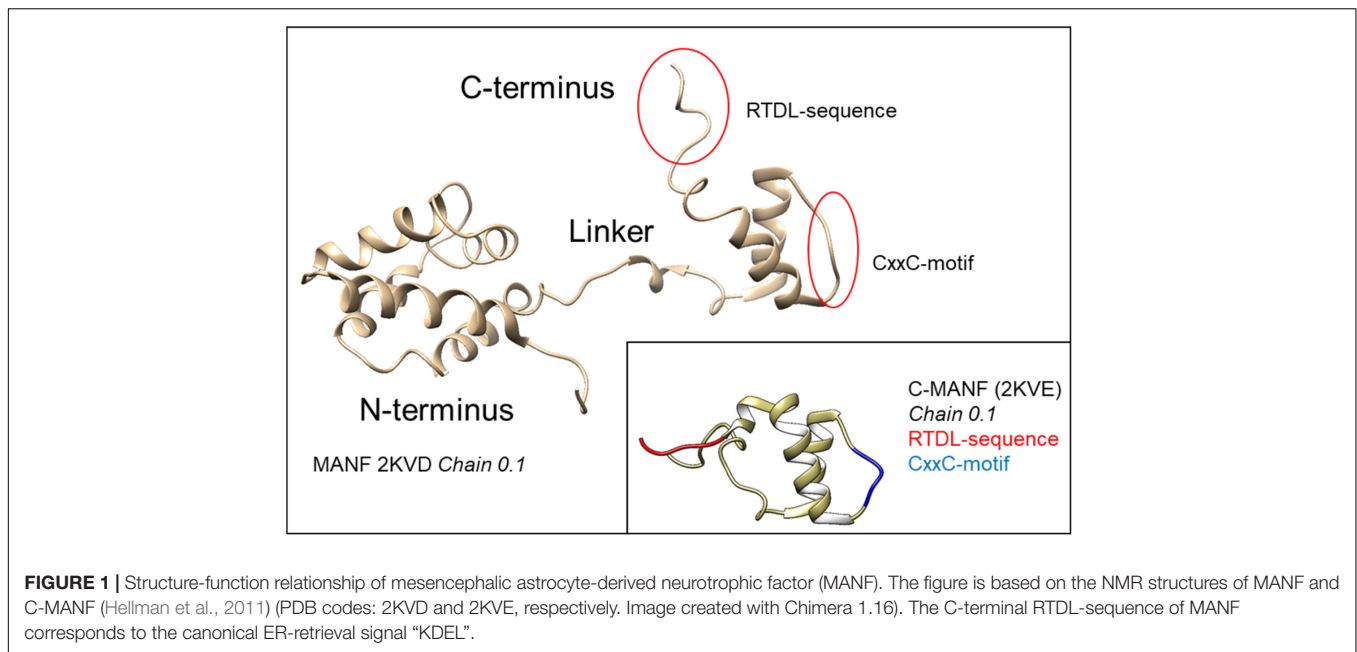 C-terminus
RTDL-sequence
Linker
CxxC-motif
N-terminus
MANF 2KVD Chain 0.1
C-MANF (2KVE)
Chain 0.1
RTDL-sequence
CxxC-motif
FIGURE 1 | Structure-function relationship of mesencephalic astrocyte-derived neurotrophic factor (MANF). The figure is based on the NMR structures of MANF and
C-MANF (Hellman et al., 2011) (PDB codes: 2KVD and 2KVE, respectively. Image created with Chimera 1.16). The C-terminal RTDL-sequence of MANF
corresponds to the canonical ER-retrieval signal “KDEL”.